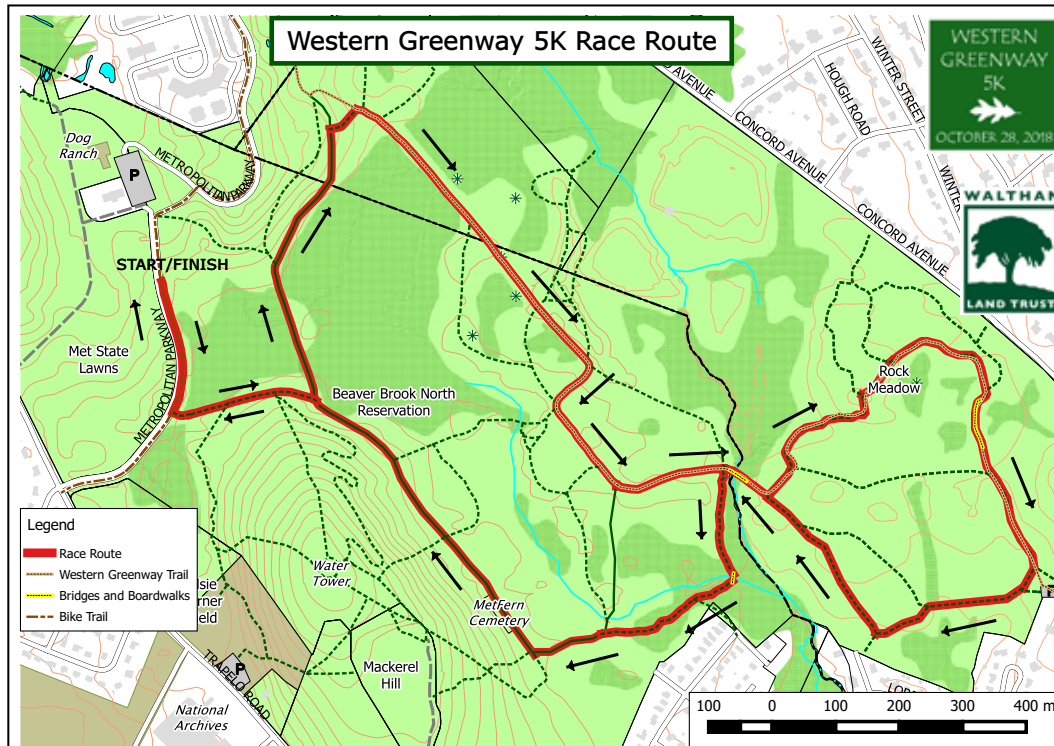 Western Greenway 5K Race Route
WESTERN
GREENWAY
5K
OCTOBER 28, 2018
WALTHAM
LAND TRUST
CONCORD AVENUE
CONCORD AVENUE
AVENUE
WINTER STREET
HOUGH ROAD
WINTER
Dog
Ranch
P
METROPOLITAN PARKWAY
START/FINISH
Met State
Lawns
METROPOLITAN PARKWAY
Beaver Brook North
Reservation
Rock
Meadow
Legend
Race Route
Western Greenway Trail
Bridges and Boardwalks
Bike Trail
Water
Tower
MetFern
Cemetery
Mackerel
Hill
P
TRAPELO ROAD
National
Archives
100 0 100 200 300 400 m